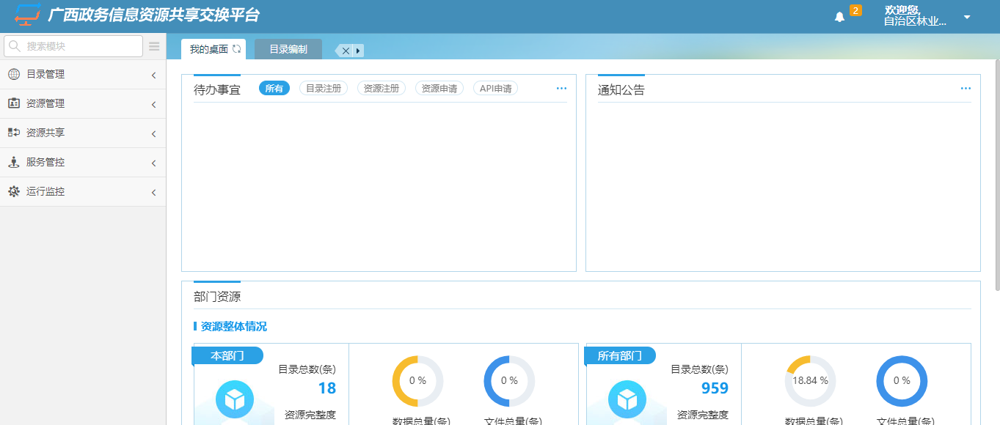 广西政务信息资源共享交换平台
2
欢迎您,
自治区林业...
搜索模块
我的桌面
目录编制
目录管理
资源管理
资源共享
服务管控
运行监控
待办事宜
所有
目录注册
资源注册
资源申请
API申请
...
通知公告
...
部门资源
资源整体情况
本部门
目录总数(条)
18
资源完整度
0 %
数据总量(条)
0 %
文件总量(条)
所有部门
目录总数(条)
959
资源完整度
18.84 %
数据总量(条)
0 %
文件总量(条)